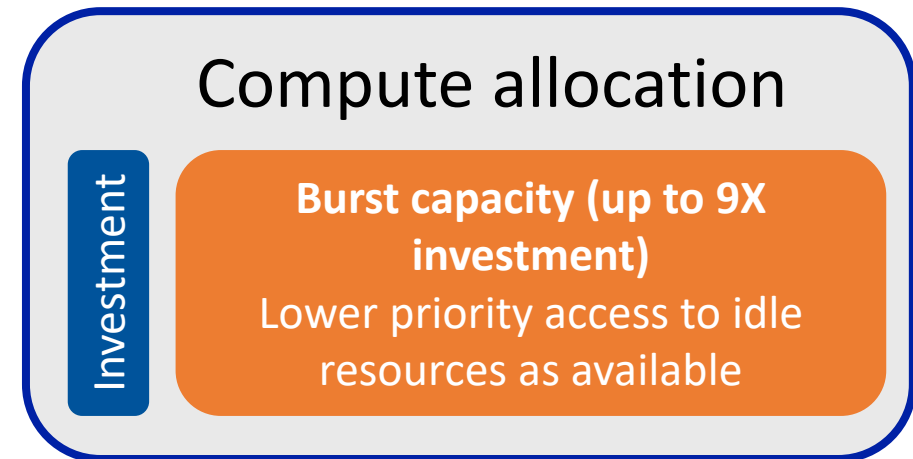 Compute allocation
Investment
Burst capacity (up to 9X
investment)
Lower priority access to idle
resources as available